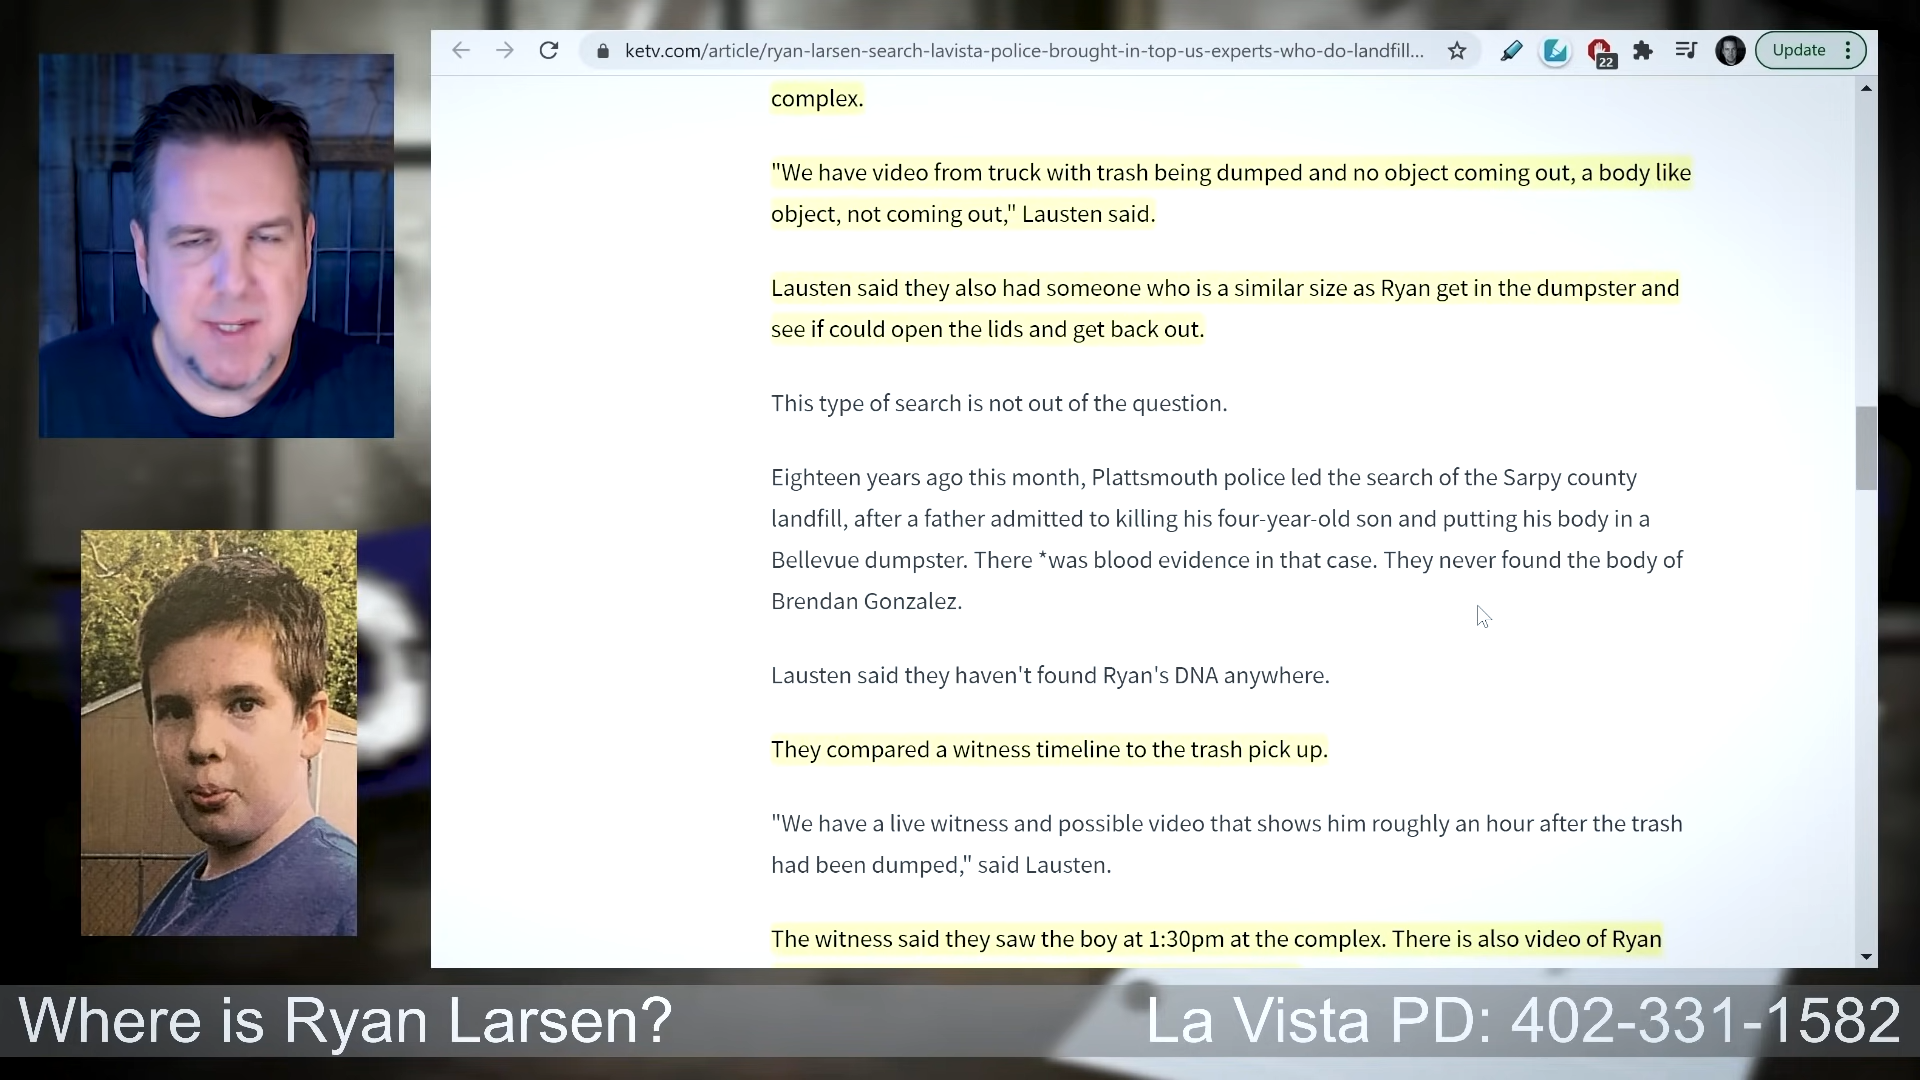 ketv.com/article/ryan-larsen-search-lavista-police-brought-in-top-us-experts-who-do-landfill...
22
Update
complex.
"We have video from truck with trash being dumped and no object coming out, a body like
object, not coming out," Lausten said.
Lausten said they also had someone who is a similar size as Ryan get in the dumpster and
see if could open the lids and get back out.
This type of search is not out of the question.
Eighteen years ago this month, Plattsmouth police led the search of the Sarpy county
landfill, after a father admitted to killing his four-year-old son and putting his body in a
Bellevue dumpster. There *was blood evidence in that case. They never found the body of
Brendan Gonzalez.
Lausten said they haven't found Ryan's DNA anywhere.
They compared a witness timeline to the trash pick up.
"We have a live witness and possible video that shows him roughly an hour after the trash
had been dumped," said Lausten.
The witness said they saw the boy at 1:30pm at the complex. There is also video of Ryan
Where is Ryan Larsen?
La Vista PD: 402-331-1582